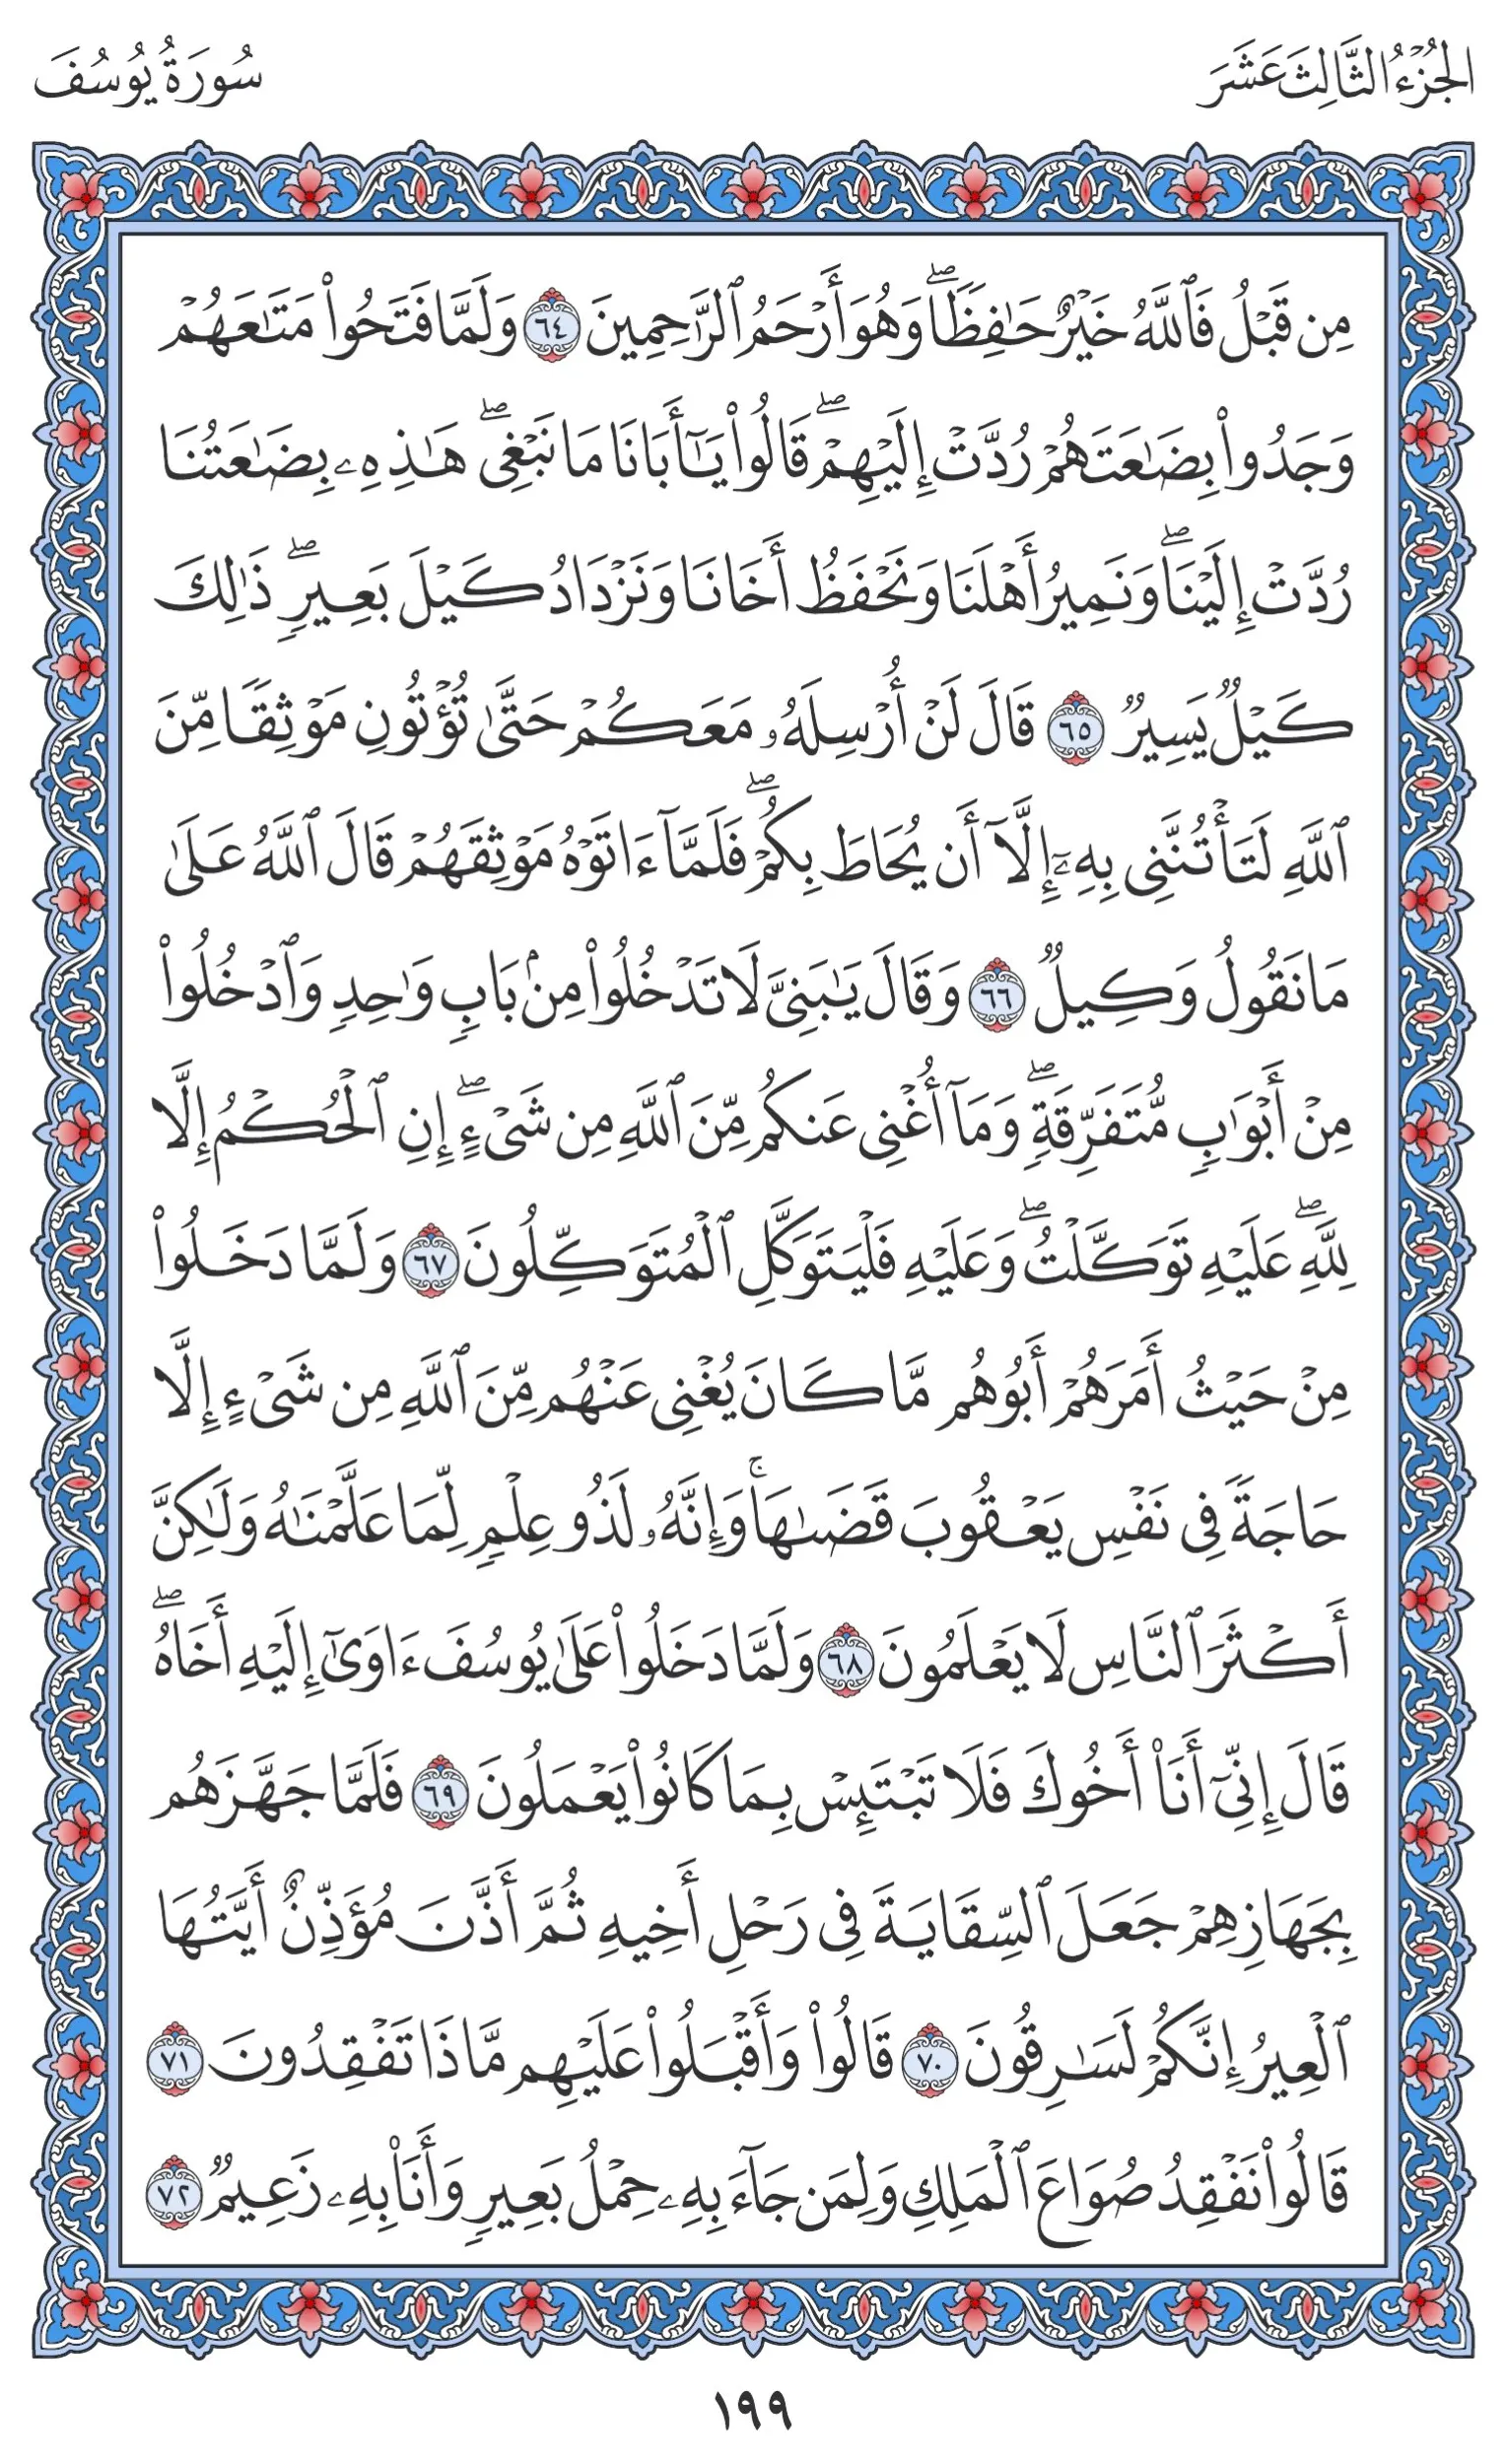 الجُزْءُ الثَّالِثَ عَشَرَ
سُورَةُ يُوسُفَ
مِن قَبۡلُ فَٱللَّهُ خَيۡرٌ حَٰفِظٗاۖ وَهُوَ أَرۡحَمُ ٱلرَّٰحِمِينَ ٦٤ وَلَمَّا فَتَحُواْ مَتَٰعَهُمۡ
وَجَدُواْ بِضَٰعَتَهُمۡ رُدَّتۡ إِلَيۡهِمۡۖ قَالُواْ يَٰٓأَبَانَا مَا نَبۡغِيۖ هَٰذِهِۦ بِضَٰعَتُنَا
رُدَّتۡ إِلَيۡنَاۖ وَنَمِيرُ أَهۡلَنَا وَنَحۡفَظُ أَخَانَا وَنَزۡدَادُ كَيۡلَ بَعِيرٖۖ ذَٰلِكَ
كَيۡلٞ يَسِيرٞ ٦٥ قَالَ لَنۡ أُرۡسِلَهُۥ مَعَكُمۡ حَتَّىٰ تُؤۡتُونِ مَوۡثِقٗا مِّنَ
ٱللَّهِ لَتَأۡتُنَّنِي بِهِۦٓ إِلَّآ أَن يُحَاطَ بِكُمۡۖ فَلَمَّآ ءَاتَوۡهُ مَوۡثِقَهُمۡ قَالَ ٱللَّهُ عَلَىٰ
مَا نَقُولُ وَكِيلٞ ٦٦ وَقَالَ يَٰبَنِيَّ لَا تَدۡخُلُواْ مِنۢ بَابٖ وَٰحِدٖ وَٱدۡخُلُواْ
مِنۡ أَبۡوَٰبٖ مُّتَفَرِّقَةٖۖ وَمَآ أُغۡنِي عَنكُم مِّنَ ٱللَّهِ مِن شَيۡءٍۖ إِنِ ٱلۡحُكۡمُ إِلَّا
لِلَّهِۖ عَلَيۡهِ تَوَكَّلۡتُۖ وَعَلَيۡهِ فَلۡيَتَوَكَّلِ ٱلۡمُتَوَكِّلُونَ ٦٧ وَلَمَّا دَخَلُواْ
مِنۡ حَيۡثُ أَمَرَهُمۡ أَبُوهُم مَّا كَانَ يُغۡنِي عَنۡهُم مِّنَ ٱللَّهِ مِن شَيۡءٍ إِلَّا
حَاجَةٗ فِي نَفۡسِ يَعۡقُوبَ قَضَىٰهَاۚ وَإِنَّهُۥ لَذُو عِلۡمٖ لِّمَا عَلَّمۡنَٰهُ وَلَٰكِنَّ
أَكۡثَرَ ٱلنَّاسِ لَا يَعۡلَمُونَ ٦٨ وَلَمَّا دَخَلُواْ عَلَىٰ يُوسُفَ ءَاوَىٰٓ إِلَيۡهِ أَخَاهُۖ
قَالَ إِنِّيٓ أَنَا۠ أَخُوكَ فَلَا تَبۡتَئِسۡ بِمَا كَانُواْ يَعۡمَلُونَ ٦٩ فَلَمَّا جَهَّزَهُم
بِجَهَازِهِمۡ جَعَلَ ٱلسِّقَايَةَ فِي رَحۡلِ أَخِيهِ ثُمَّ أَذَّنَ مُؤَذِّنٌ أَيَّتُهَا
ٱلۡعِيرُ إِنَّكُمۡ لَسَٰرِقُونَ ٧٠ قَالُواْ وَأَقۡبَلُواْ عَلَيۡهِم مَّاذَا تَفۡقِدُونَ ٧١
قَالُواْ نَفۡقِدُ صُوَاعَ ٱلۡمَلِكِ وَلِمَن جَآءَ بِهِۦ حِمۡلُ بَعِيرٖ وَأَنَا۠ بِهِۦ زَعِيمٞ ٧٢
١٩٩